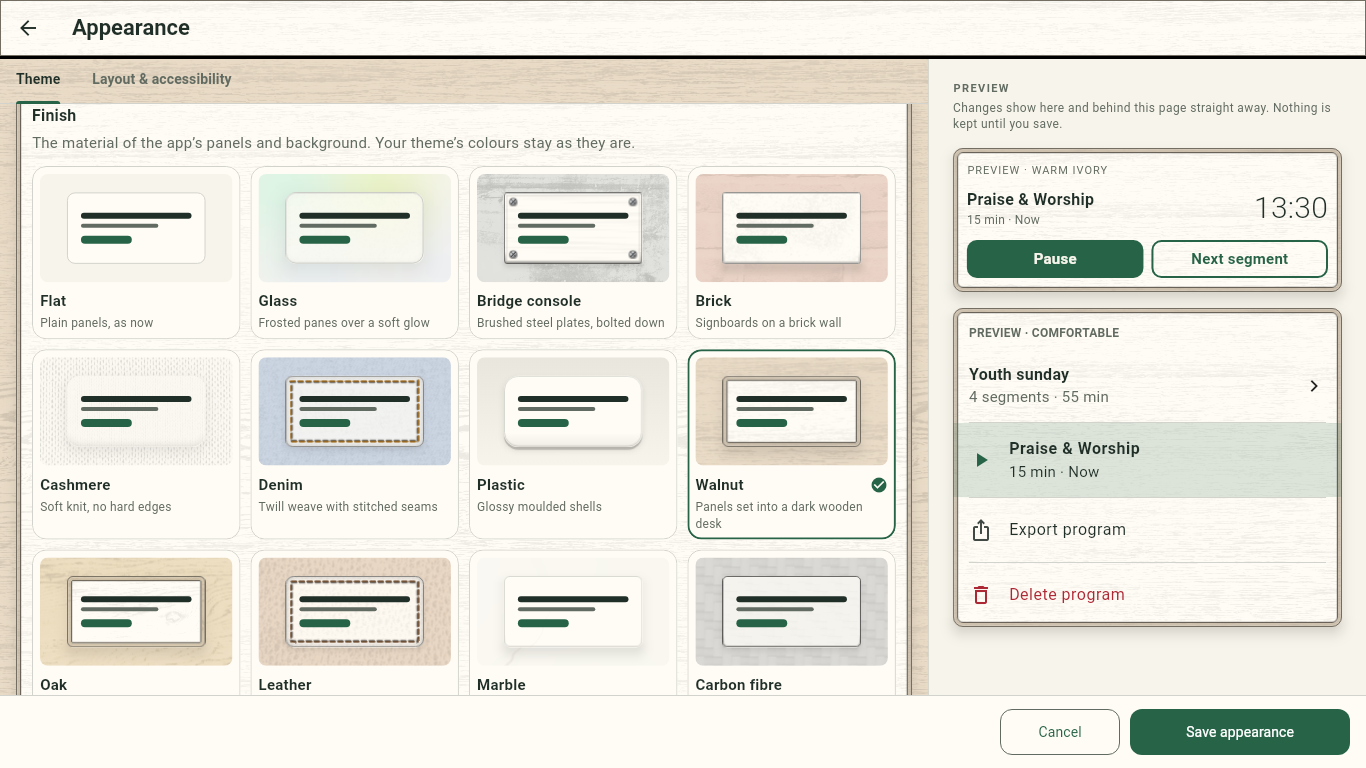 Appearance
Theme
Layout & accessibility
Finish
The material of the app’s panels and background. Your theme’s colours stay as they are.
Flat
Plain panels, as now
Glass
Frosted panes over a soft glow
Bridge console
Brushed steel plates, bolted down
Brick
Signboards on a brick wall
Cashmere
Soft knit, no hard edges
Denim
Twill weave with stitched seams
Plastic
Glossy moulded shells
Walnut
Panels set into a dark wooden
desk
Oak
Leather
Marble
Carbon fibre
PREVIEW
Changes show here and behind this page straight away. Nothing is
kept until you save.
PREVIEW · WARM IVORY
Praise & Worship
15 min · Now
13:30
Pause
Next segment
PREVIEW · COMFORTABLE
Youth sunday
4 segments · 55 min
Praise & Worship
15 min · Now
Export program
Delete program
Cancel
Save appearance